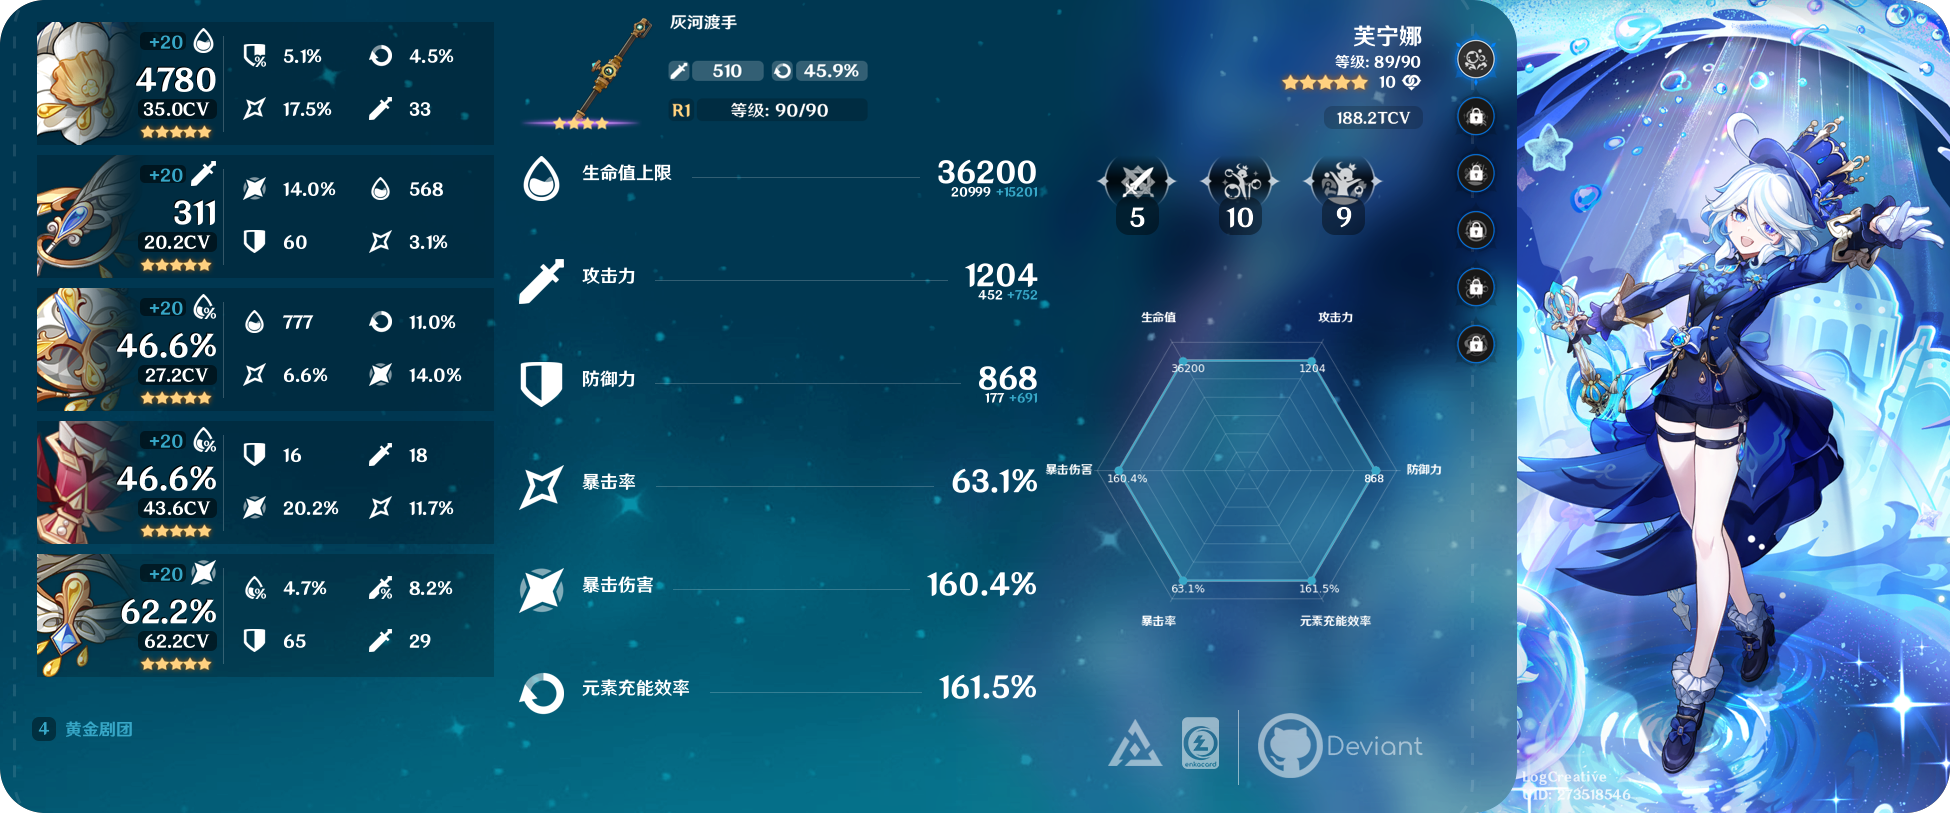 +20
4780
35.0CV
5.1%
4.5%
17.5%
33
+20
311
20.2CV
14.0%
568
60
3.1%
+20
46.6%
27.2CV
777
11.0%
6.6%
14.0%
+20
46.6%
43.6CV
16
18
20.2%
11.7%
+20
62.2%
62.2CV
4.7%
8.2%
65
29
4 黄金剧团
灰河渡手
510 45.9%
R1 等级: 90/90
生命值上限 36200
20999 +15201
攻击力 1204
452 +752
防御力 868
177 +691
暴击率 63.1%
暴击伤害 160.4%
元素充能效率 161.5%
芙宁娜
等级: 89/90
10
188.2TCV
5 10 9
生命值 攻击力
36200 1204
暴击伤害 防御力
160.4% 868
63.1% 161.5%
暴击率 元素充能效率
enkacard
Deviant
LogCreative
UID: 273518546